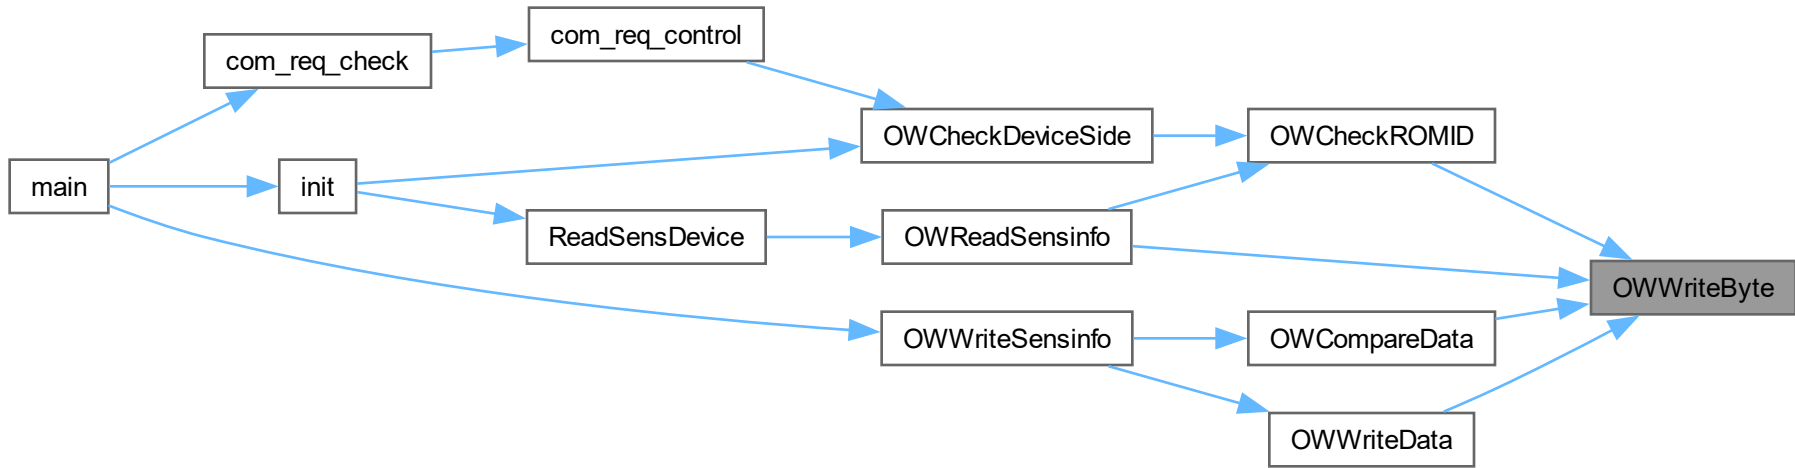 com_req_control
com_req_check
OWCheckDeviceSide
OWCheckROMID
main
init
ReadSensDevice
OWReadSensinfo
OWWriteByte
OWWriteSensinfo
OWCompareData
OWWriteData